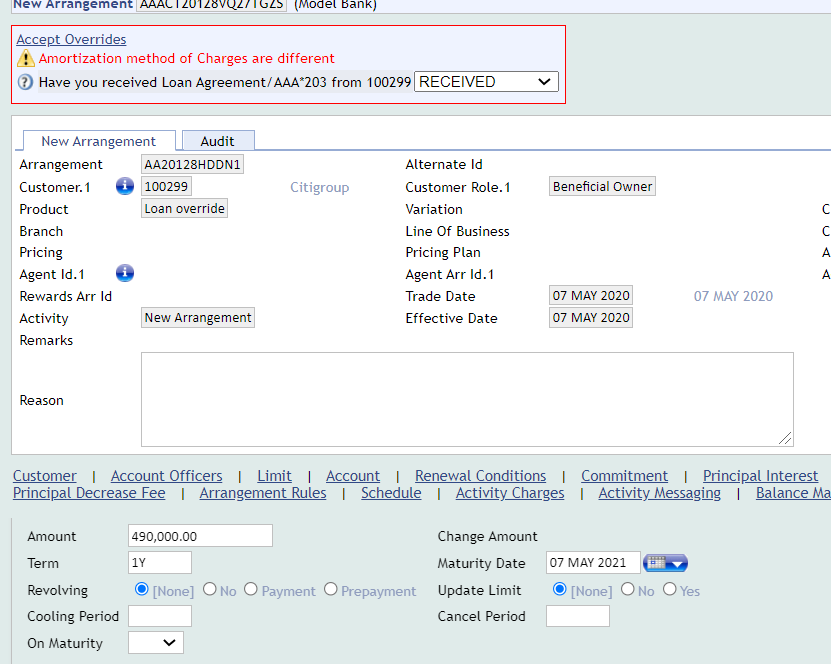 New Arrangement AAACT20128VQ27TGZS (Model Bank)
Accept Overrides
Amortization method of Charges are different
Have you received Loan Agreement/AAA*203 from 100299 RECEIVED
New Arrangement Audit
Arrangement AA20128HDDN1 Alternate Id
Customer.1 100299 Citigroup Customer Role.1 Beneficial Owner
Product Loan override Variation C
Branch Line Of Business C
Pricing Pricing Plan A
Agent Id.1 Agent Arr Id.1 A
Rewards Arr Id Trade Date 07 MAY 2020 07 MAY 2020
Activity New Arrangement Effective Date 07 MAY 2020
Remarks
Reason
Customer | Account Officers | Limit | Account | Renewal Conditions | Commitment | Principal Interest
Principal Decrease Fee | Arrangement Rules | Schedule | Activity Charges | Activity Messaging | Balance Ma
Amount 490,000.00 Change Amount
Term 1Y Maturity Date 07 MAY 2021
Revolving [None] No Payment Prepayment Update Limit [None] No Yes
Cooling Period Cancel Period
On Maturity